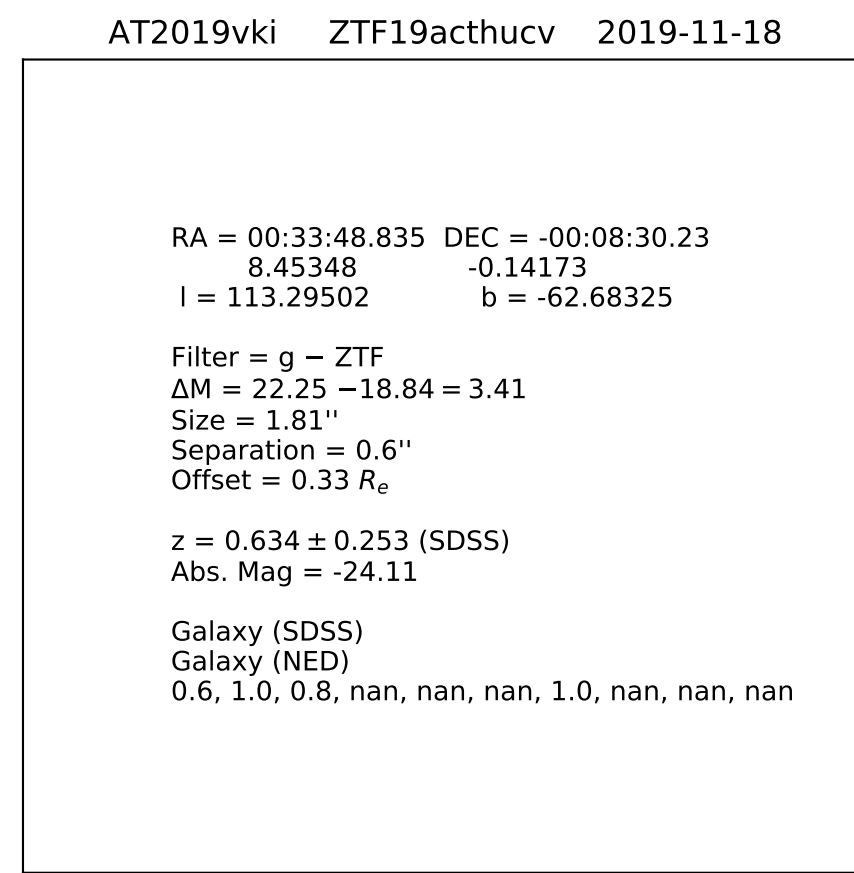 AT2019vki ZTF19acthucv 2019-11-18
RA = 00:33:48.835 DEC = -00:08:30.23
8.45348 -0.14173
l = 113.29502 b = -62.68325
Filter = g − ZTF
ΔM = 22.25 −18.84 = 3.41
Size = 1.81''
Separation = 0.6''
Offset = 0.33 Re
z = 0.634 ± 0.253 (SDSS)
Abs. Mag = -24.11
Galaxy (SDSS)
Galaxy (NED)
0.6, 1.0, 0.8, nan, nan, nan, 1.0, nan, nan, nan